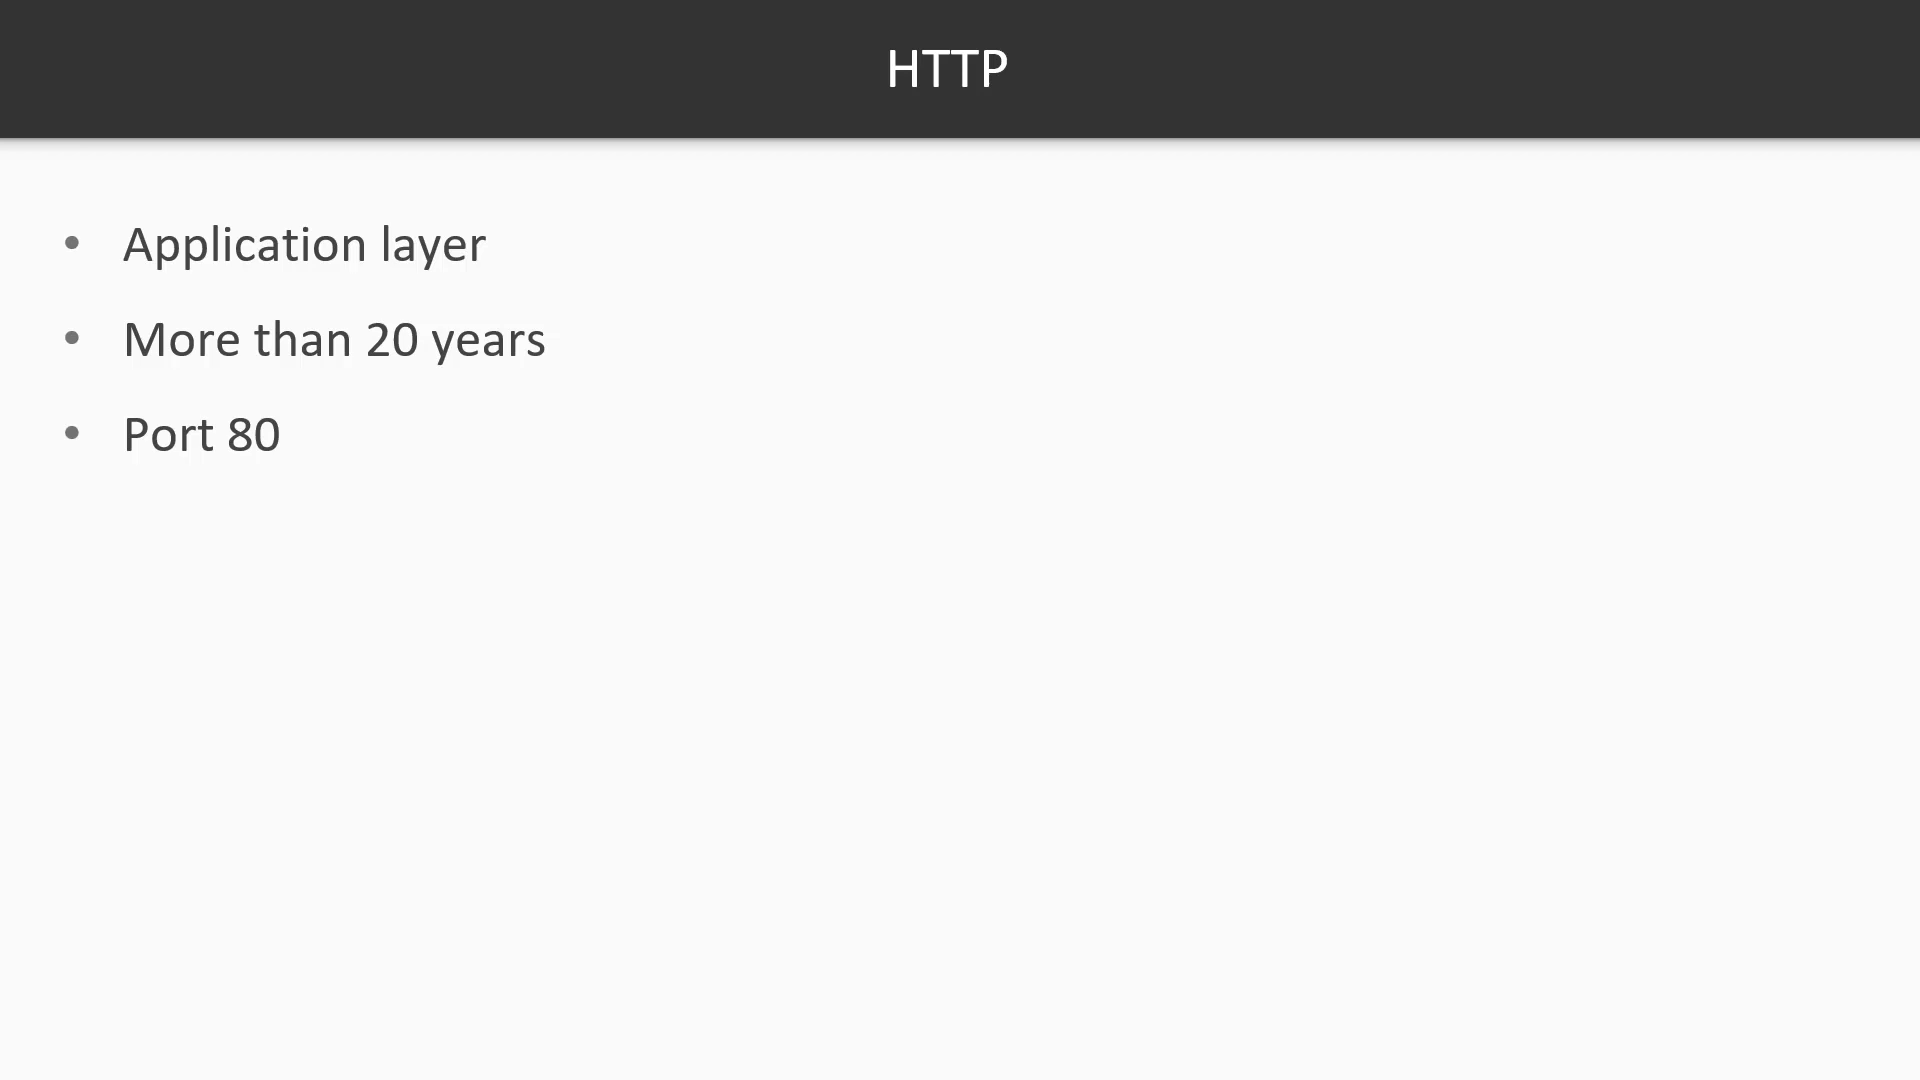 HTTP
• Application layer
• More than 20 years
• Port 80